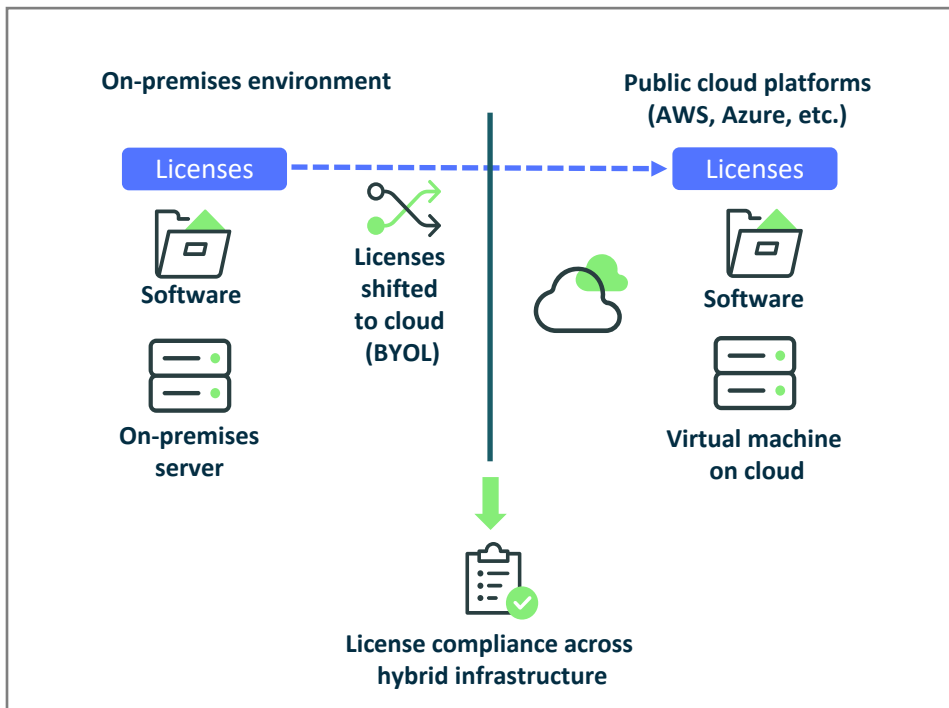 On-premises environment
Public cloud platforms
(AWS, Azure, etc.)
Licenses
Licenses
Licenses
shifted
to cloud
(BYOL)
Software
Software
On-premises
server
Virtual machine
on cloud
License compliance across
hybrid infrastructure